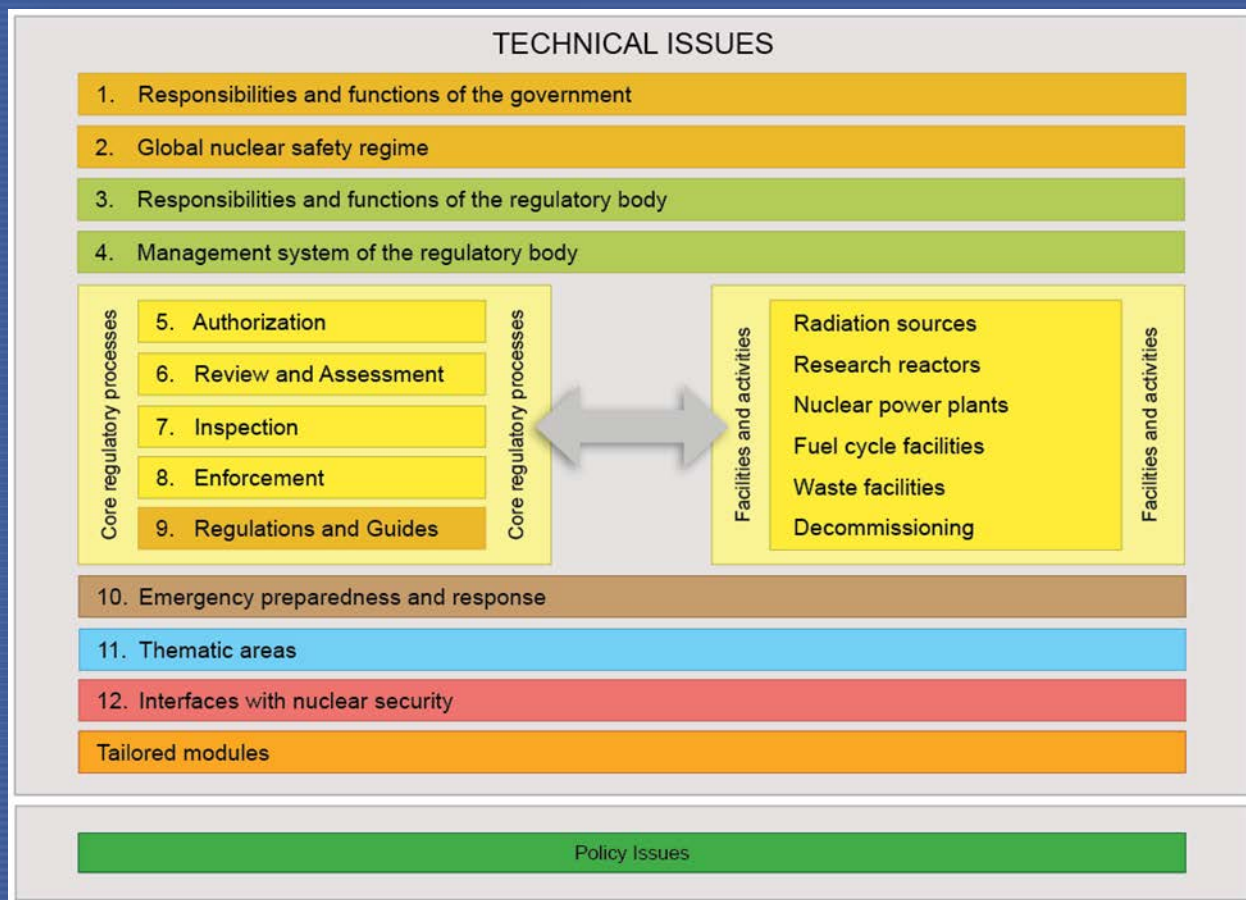 TECHNICAL ISSUES
1. Responsibilities and functions of the government
2. Global nuclear safety regime
3. Responsibilities and functions of the regulatory body
4. Management system of the regulatory body
Core regulatory processes
5. Authorization
6. Review and Assessment
7. Inspection
8. Enforcement
9. Regulations and Guides
Core regulatory processes
Facilities and activities
Radiation sources
Research reactors
Nuclear power plants
Fuel cycle facilities
Waste facilities
Decommissioning
Facilities and activities
10. Emergency preparedness and response
11. Thematic areas
12. Interfaces with nuclear security
Tailored modules
Policy Issues